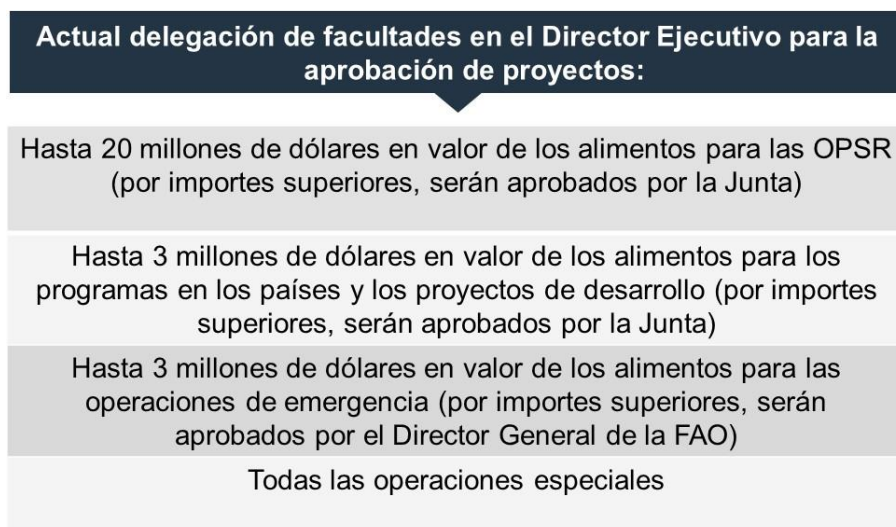 Actual delegación de facultades en el Director Ejecutivo para la
aprobación de proyectos:
Hasta 20 millones de dólares en valor de los alimentos para las OPSR
(por importes superiores, serán aprobados por la Junta)
Hasta 3 millones de dólares en valor de los alimentos para los
programas en los países y los proyectos de desarrollo (por importes
superiores, serán aprobados por la Junta)
Hasta 3 millones de dólares en valor de los alimentos para las
operaciones de emergencia (por importes superiores, serán
aprobados por el Director General de la FAO)
Todas las operaciones especiales